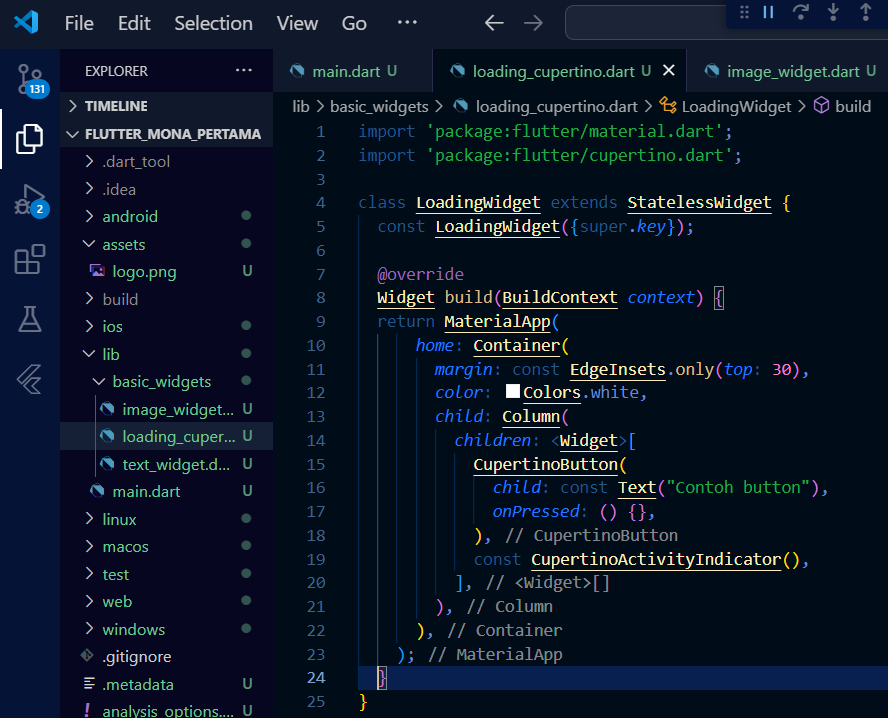 File Edit Selection View Go ···
EXPLORER ···
131
2
TIMELINE
FLUTTER_MONA_PERTAMA
.dart_tool
.idea
android
assets
logo.png U
build
ios
lib
basic_widgets
image_widget... U
loading_cuper... U
text_widget.d... U
main.dart U
linux
macos
test
web
windows
.gitignore
.metadata U
analysis_options.... U
main.dart U
loading_cupertino.dart U
image_widget.dart U
lib > basic_widgets > loading_cupertino.dart > LoadingWidget > build
1 import 'package:flutter/material.dart';
2 import 'package:flutter/cupertino.dart';
3
4 class LoadingWidget extends StatelessWidget {
5 const LoadingWidget({super.key});
6
7 @override
8 Widget build(BuildContext context) {
9 return MaterialApp(
10 home: Container(
11 margin: const EdgeInsets.only(top: 30),
12 color: Colors.white,
13 child: Column(
14 children: <Widget>[
15 CupertinoButton(
16 child: const Text("Contoh button"),
17 onPressed: () {},
18 ), // CupertinoButton
19 const CupertinoActivityIndicator(),
20 ], // <Widget>[]
21 ), // Column
22 ), // Container
23 ); // MaterialApp
24 }
25 }